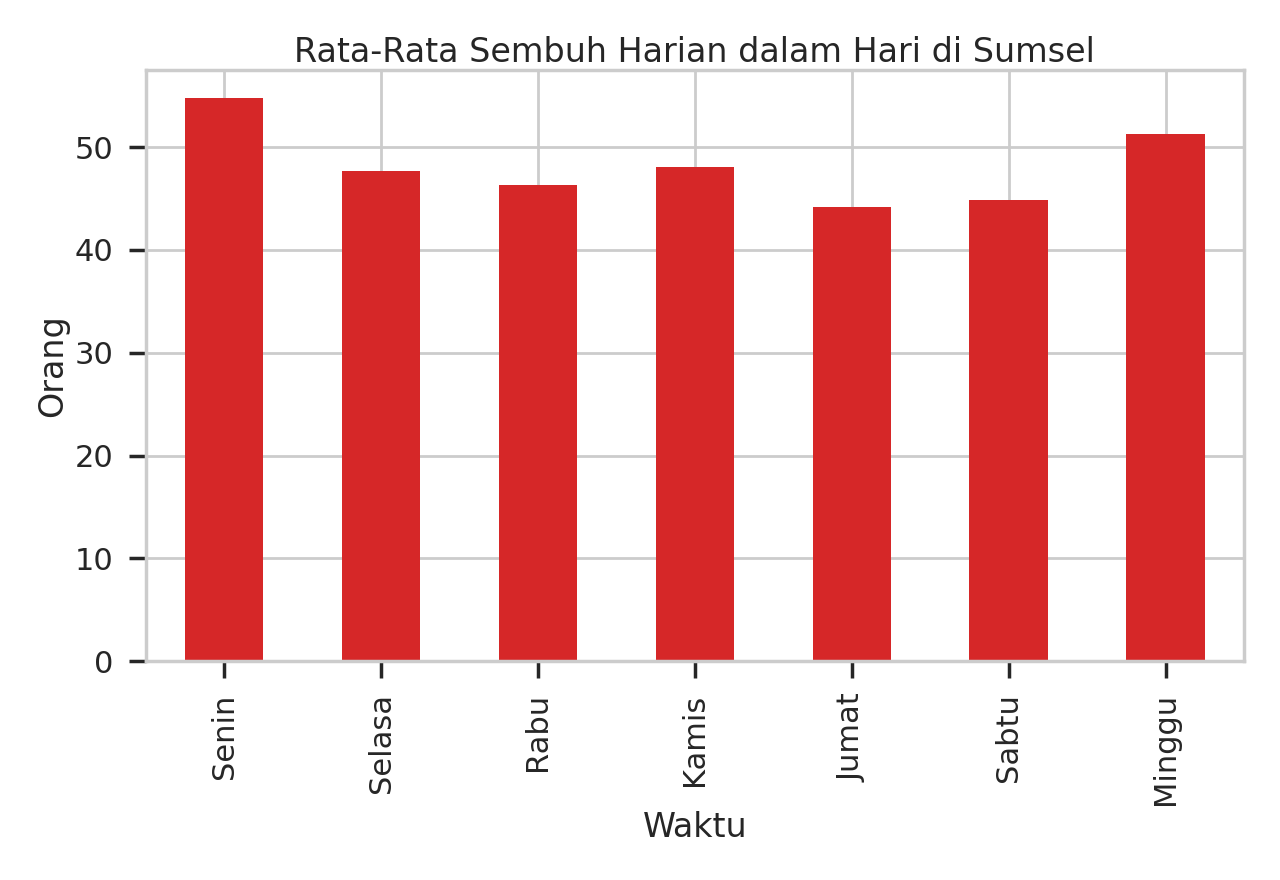 Rata-Rata Sembuh Harian dalam Hari di Sumsel
Orang
50
40
30
20
10
0
Senin
Selasa
Rabu
Kamis
Jumat
Sabtu
Minggu
Waktu